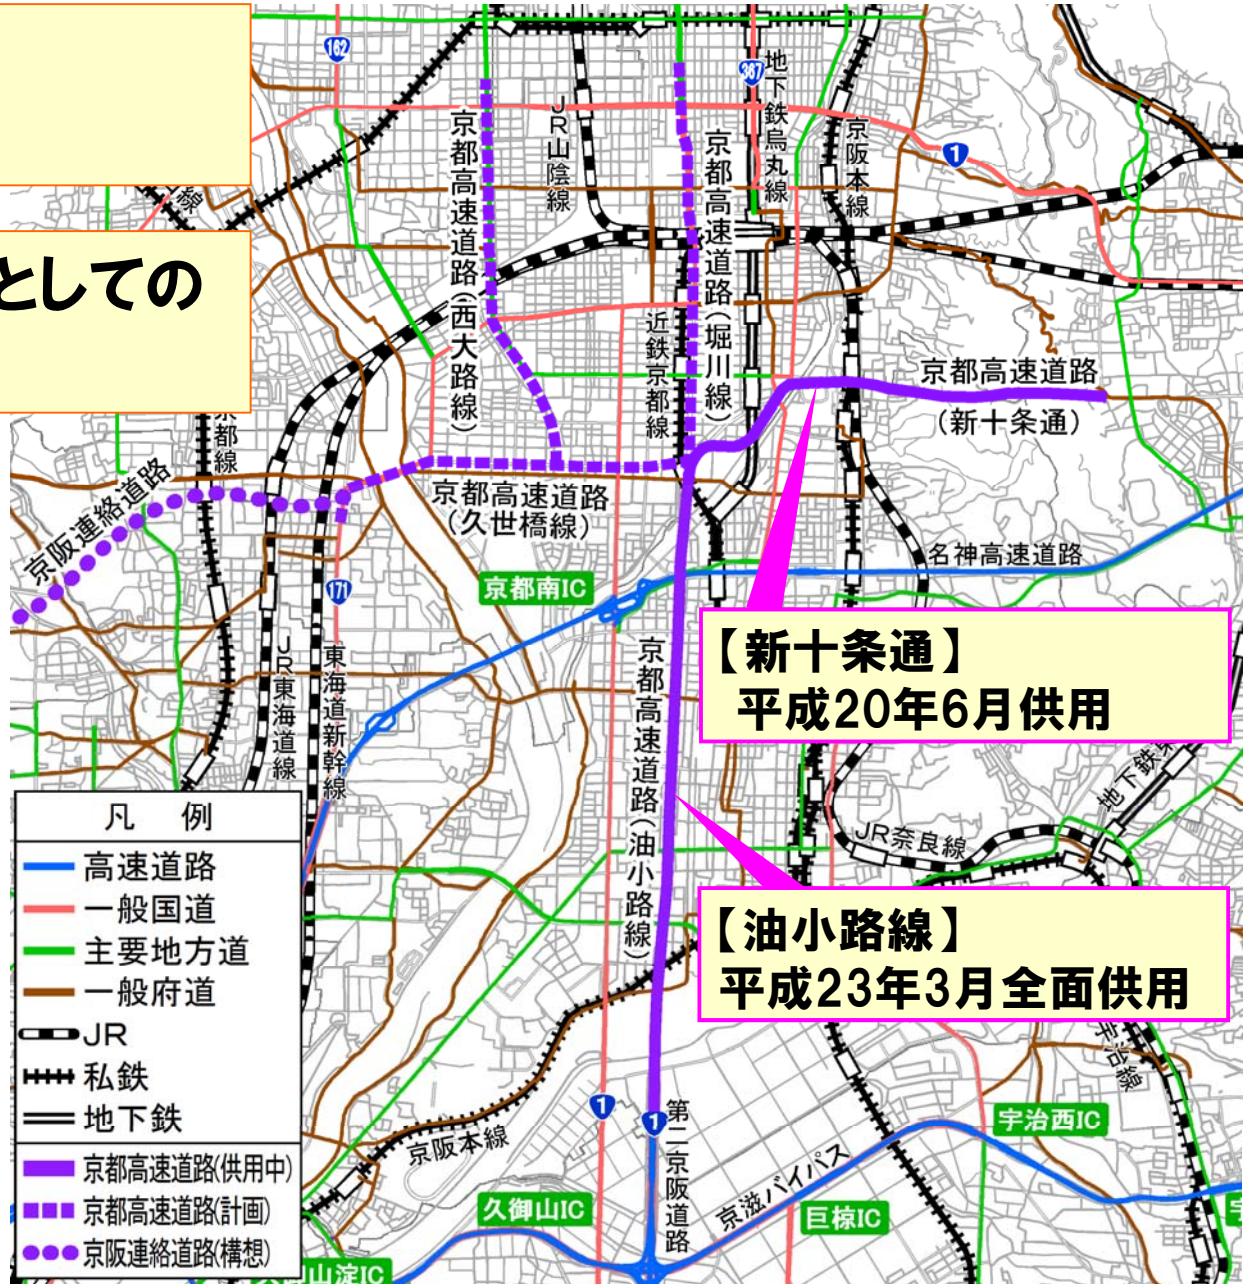 としての
162
367
1
地下鉄烏丸線
京阪本線
JR山陰線
京都高速道路(西大路線)
京都高速道路(堀川線)
近鉄京都線
京都高速道路
(新十条通)
線
都線
京阪連絡道路
京都高速道路
(久世橋線)
名神高速道路
京都南IC
171
JR東海道線
東海道新幹線
京都高速道路(油小路線)
【新十条通】
平成20年6月供用
地下鉄東
JR奈良線
【油小路線】
平成23年3月全面供用
宇治線
凡 例
高速道路
一般国道
主要地方道
一般府道
JR
私鉄
地下鉄
京都高速道路(供用中)
京都高速道路(計画)
京阪連絡道路(構想)
京阪本線
1
1
第二京阪道路
京滋バイパス
宇治西IC
久御山IC
巨椋IC
山淀IC